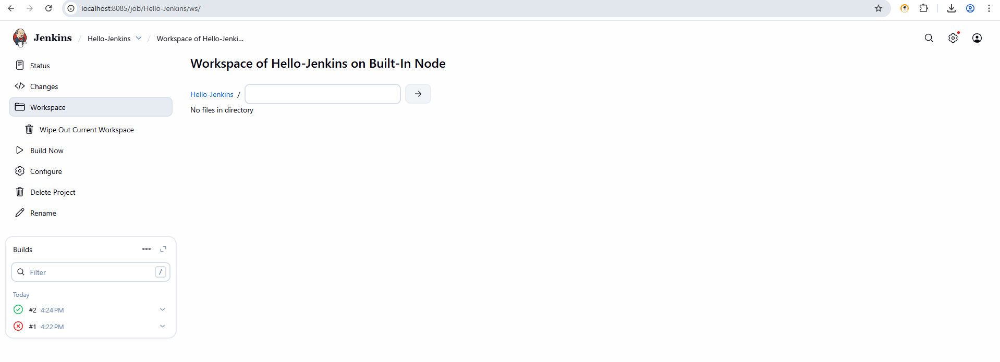 localhost:8085/job/Hello-Jenkins/ws/
Jenkins / Hello-Jenkins / Workspace of Hello-Jenki...
Status
Changes
Workspace
Wipe Out Current Workspace
Build Now
Configure
Delete Project
Rename
Builds
Filter /
Today
#2 4:24 PM
#1 4:22 PM
Workspace of Hello-Jenkins on Built-In Node
Hello-Jenkins /
No files in directory